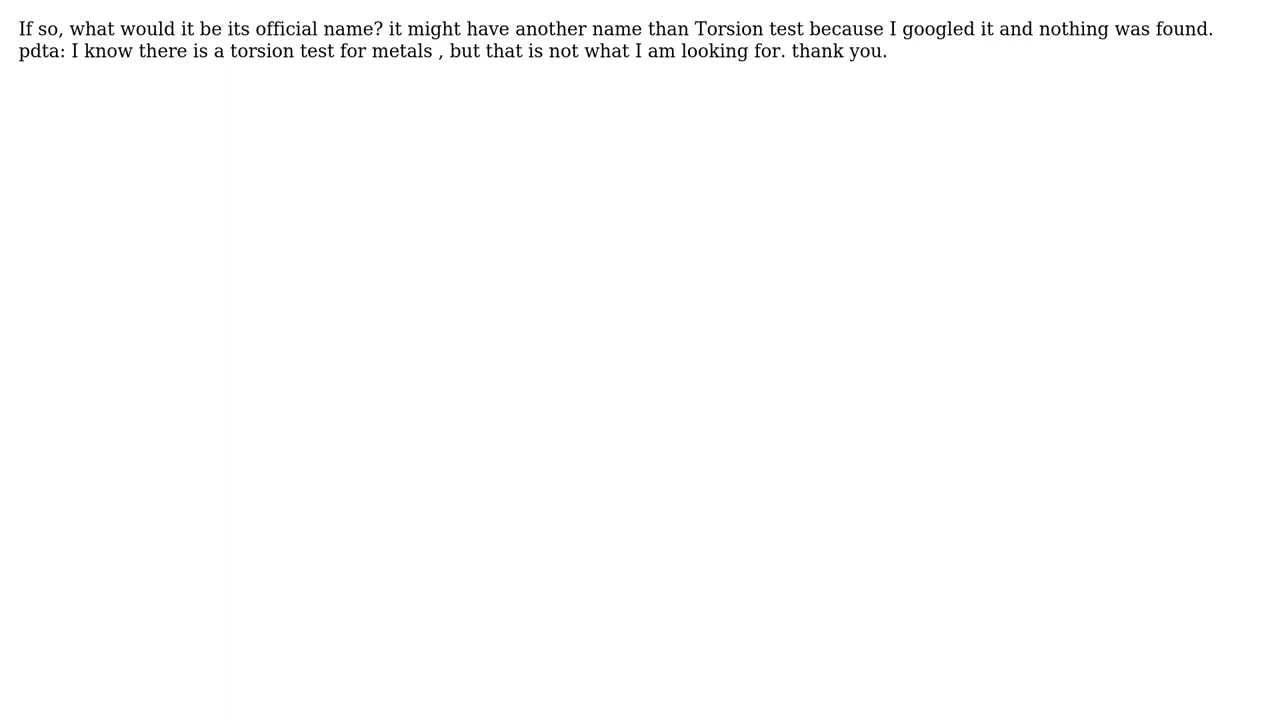 If so, what would it be its official name? it might have another name than Torsion test because I googled it and nothing was found.
pdta: I know there is a torsion test for metals , but that is not what I am looking for. thank you.